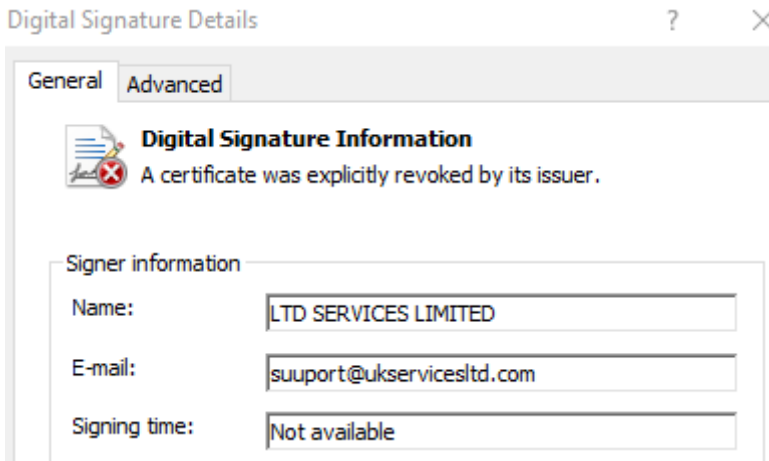 Digital Signature Details ?
General Advanced
Digital Signature Information
A certificate was explicitly revoked by its issuer.
Signer information
Name: LTD SERVICES LIMITED
E-mail: suuport@ukservicesltd.com
Signing time: Not available